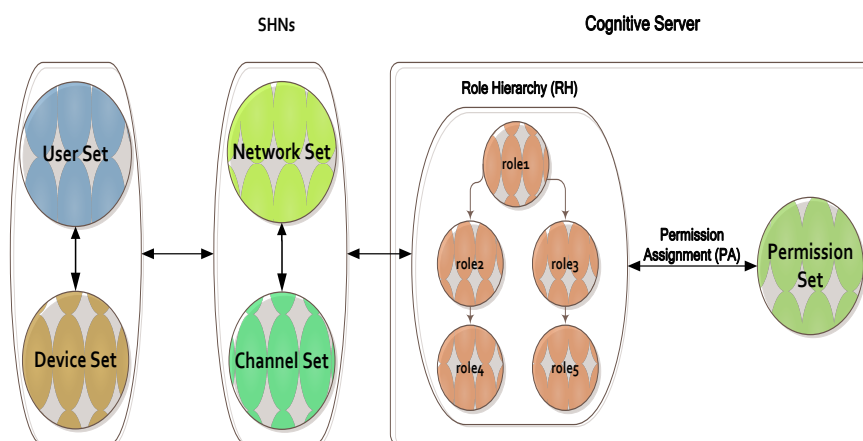 SHNs
Cognitive Server
User Set
Device Set
Network Set
Channel Set
Role Hierarchy (RH)
role1
role2
role3
role4
role5
Permission
Assignment (PA)
Permission
Set